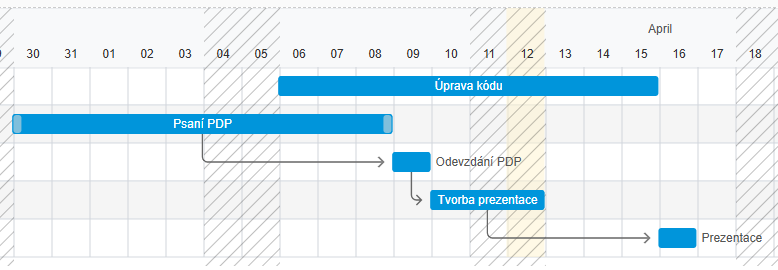 April
30 31 01 02 03 04 05 06 07 08 09 10 11 12 13 14 15 16 17 18
Úprava kódu
Psaní PDP
Odevzdání PDP
Tvorba prezentace
Prezentace